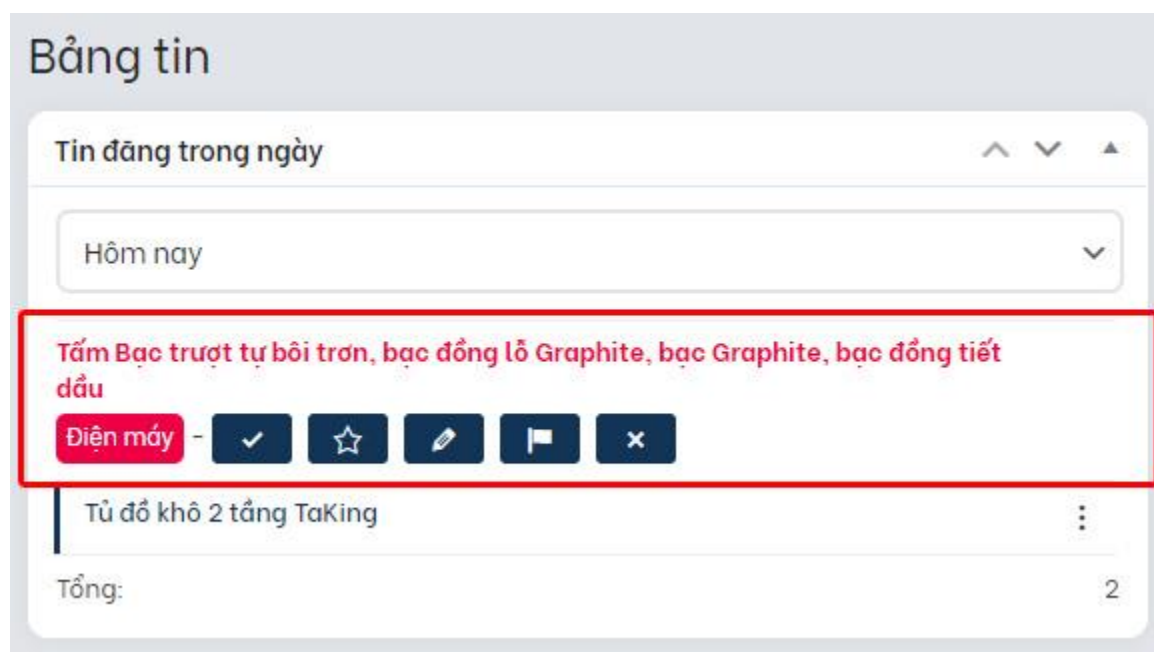 Bảng tin
Tin đăng trong ngày
Hôm nay
Tấm Bạc trượt tự bôi trơn, bạc đồng lỗ Graphite, bạc Graphite, bạc đồng tiết
dầu
Điện máy -
Tủ đồ khô 2 tầng TaKing
Tổng: 2